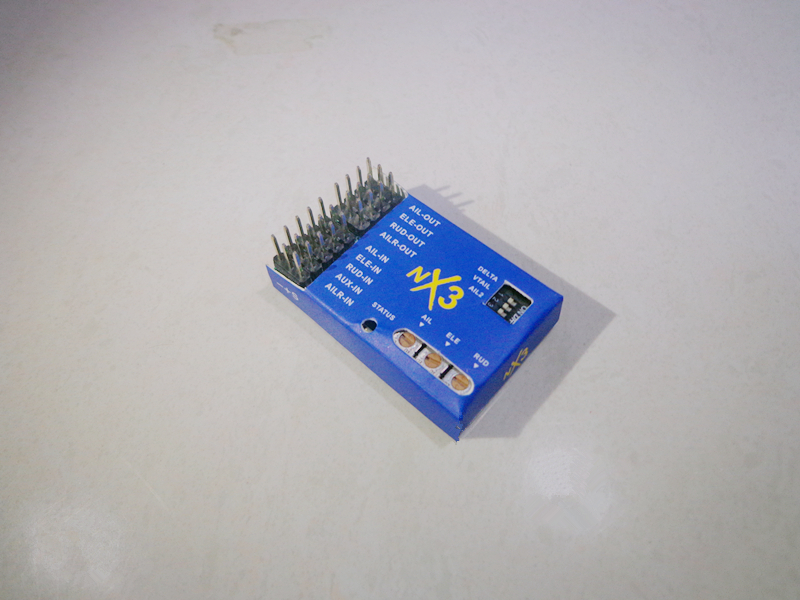 AIL-OUT
ELE-OUT
RUD-OUT
AILR-OUT
AIL-IN
ELE-IN
RUD-IN
AUX-IN
AILR-IN
- + S
STATUS
NX3
DELTA
VTAIL
AIL2
AIL
ELE
RUD
NX3